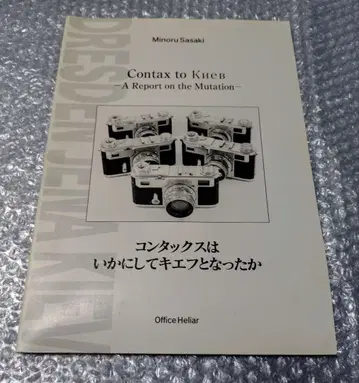 Minoru Sasaki
Contax to Киев
—A Report on the Mutation—
DRESDEN JENA KIEV
コンタックスは
いかにしてキエフとなったか
Office Heliar